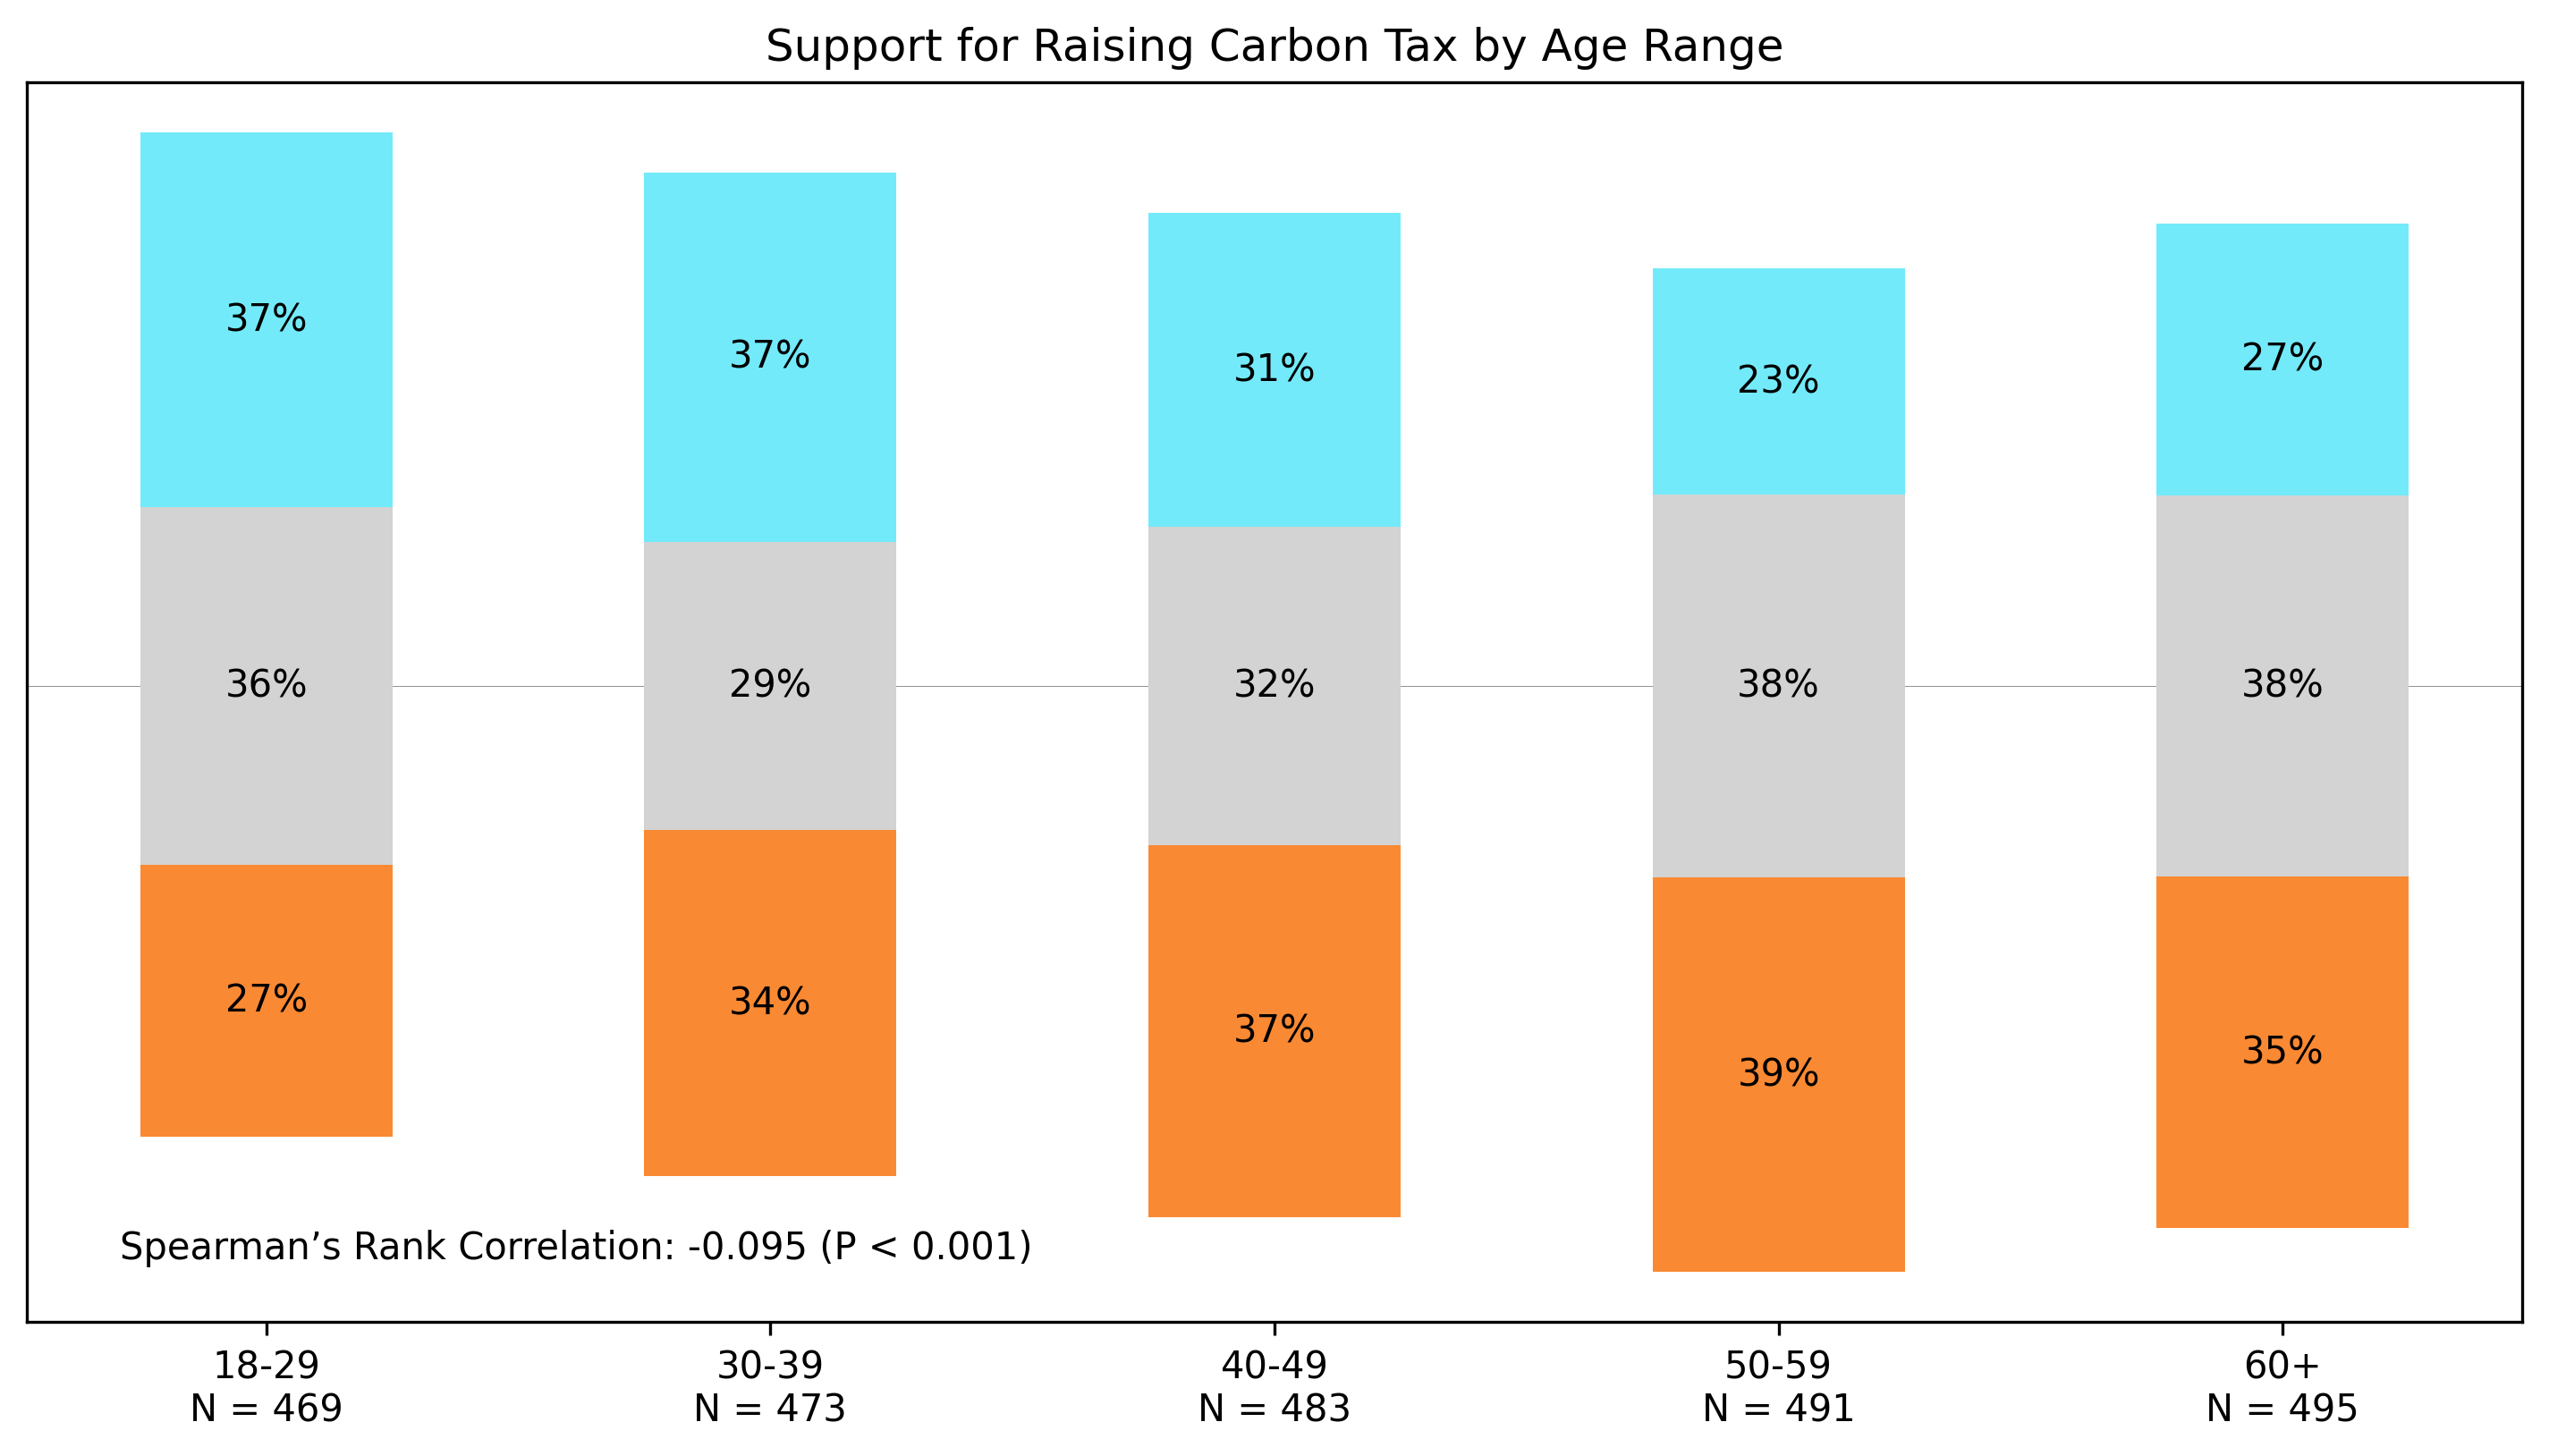 Support for Raising Carbon Tax by Age Range
37%
37%
31%
23%
27%
36%
29%
32%
38%
38%
27%
34%
37%
39%
35%
Spearman’s Rank Correlation: -0.095 (P < 0.001)
18-29
N = 469
30-39
N = 473
40-49
N = 483
50-59
N = 491
60+
N = 495